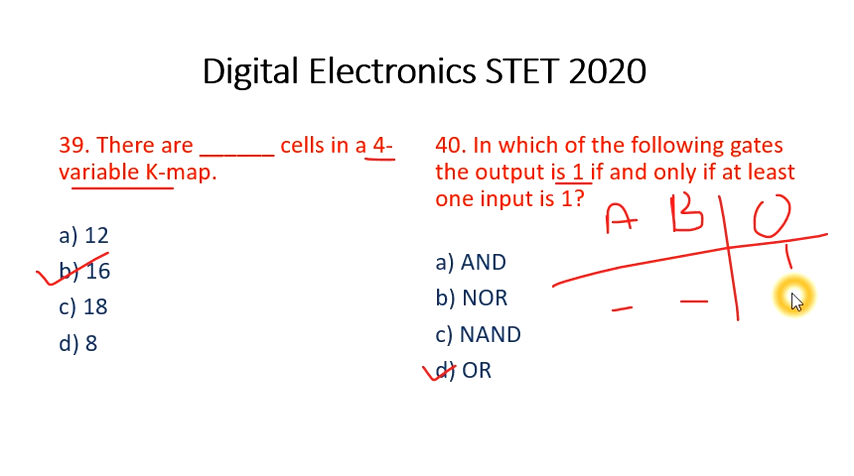 Digital Electronics STET 2020
39. There are ______ cells in a 4-
variable K-map.
a) 12
b) 16
c) 18
d) 8
40. In which of the following gates
the output is 1 if and only if at least
one input is 1?
a) AND
b) NOR
c) NAND
d) OR
A B | O
1
– –